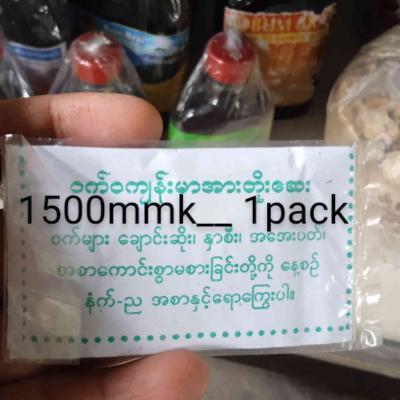 ဝက်ဝကျန်းမာအားတိုးဆေး
1500mmk__ 1pack
ဝက်များ ချောင်းဆိုး၊ နှာစီး၊ အအေးပတ်၊
အစာကောင်းစွာမစားခြင်းတို့ကို နေ့စဉ်
နံက်-ည အစာနှင့်ရောကြွေးပါ။